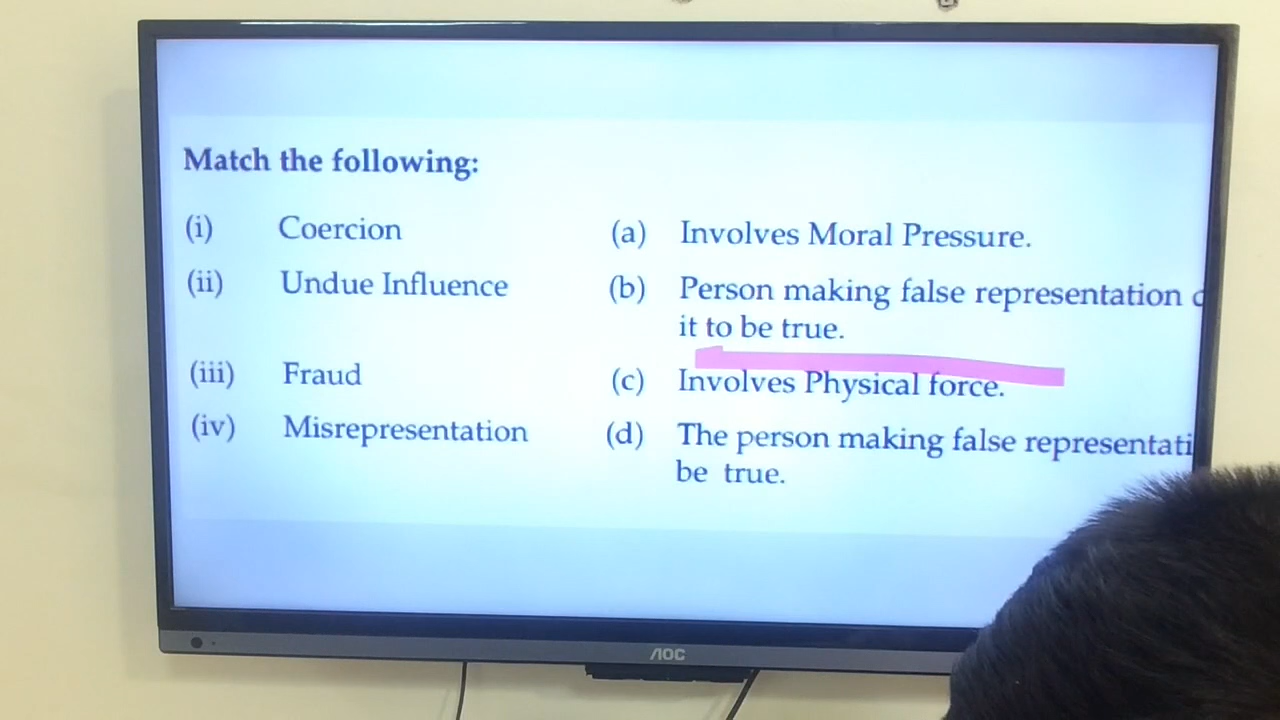 Match the following:
(i) Coercion (a) Involves Moral Pressure.
(ii) Undue Influence (b) Person making false representation
it to be true.
(iii) Fraud (c) Involves Physical force.
(iv) Misrepresentation (d) The person making false
be true.
AOC